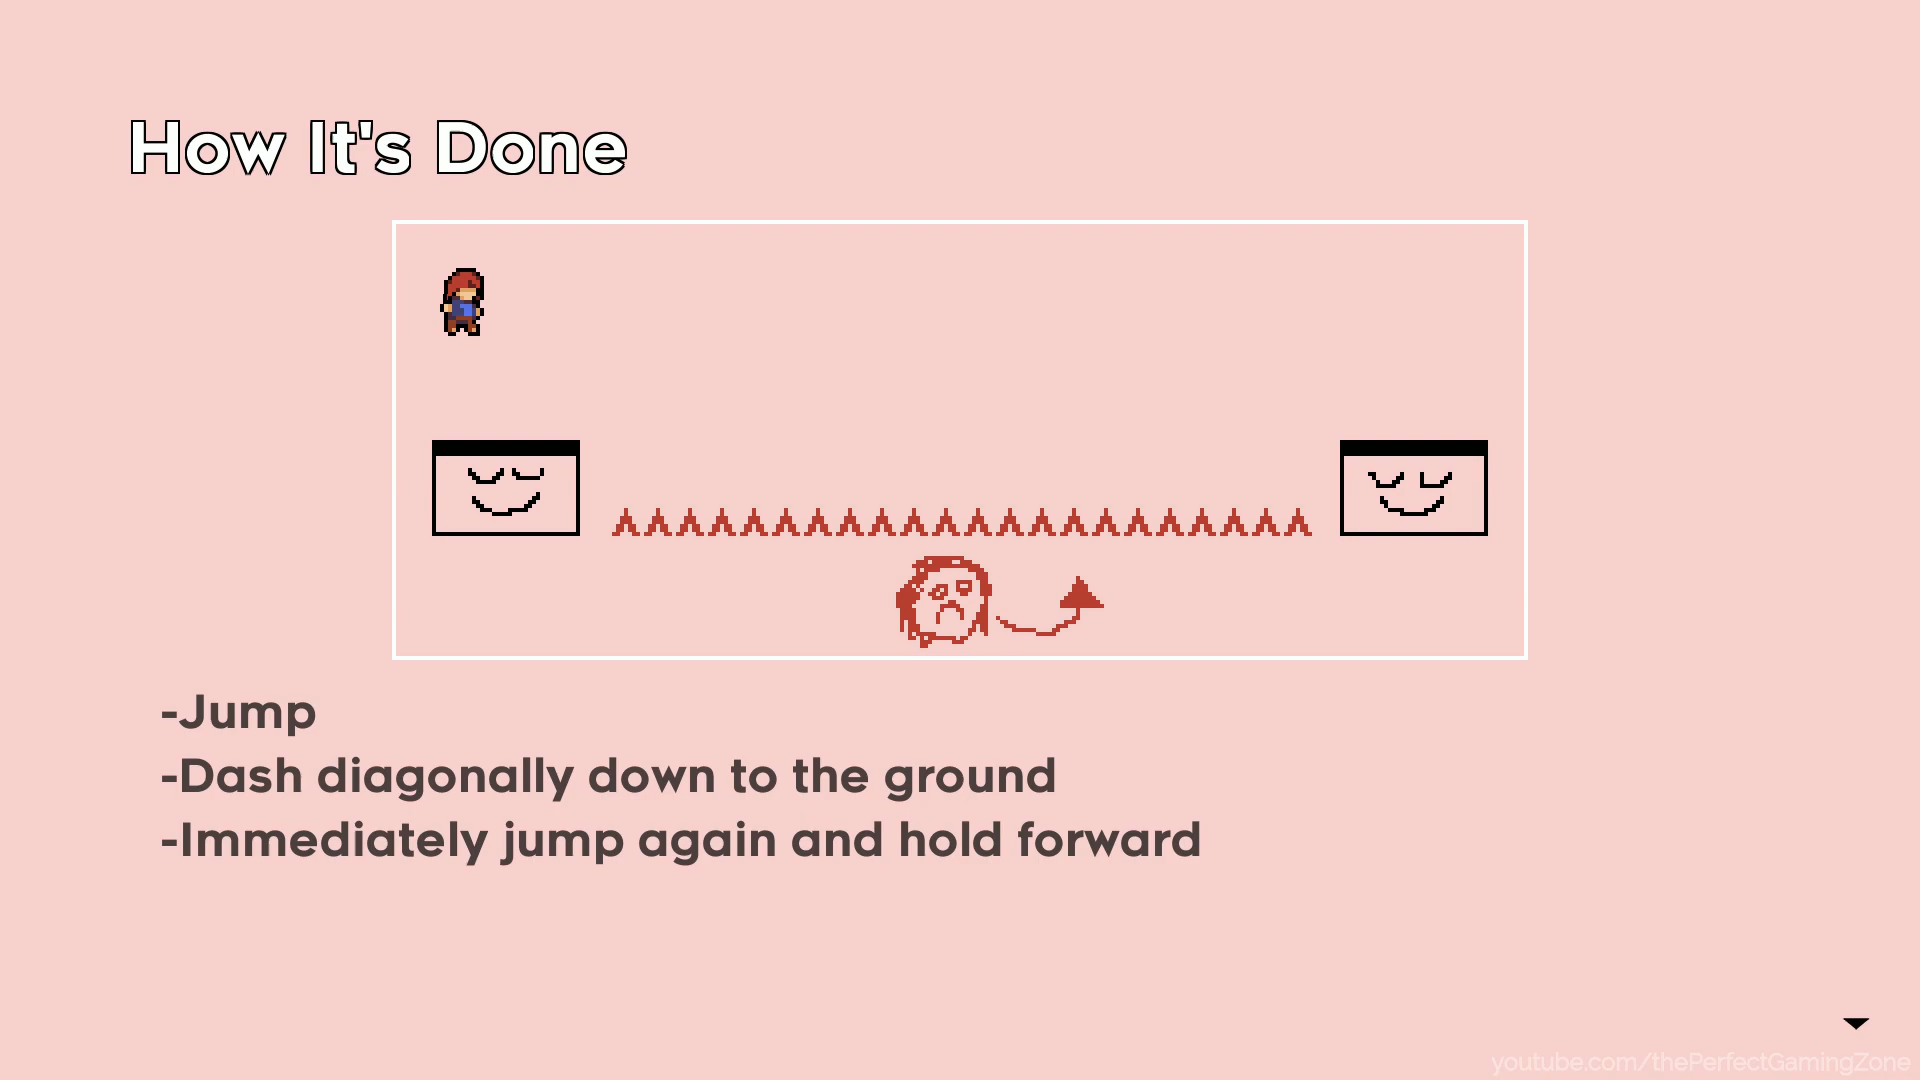 How It's Done
-Jump
-Dash diagonally down to the ground
-Immediately jump again and hold forward
youtube.com/thePerfectGamingZone